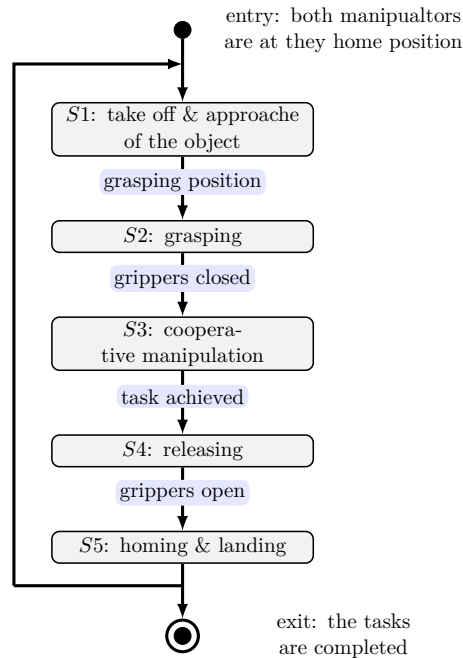 entry: both manipualtors
are at they home position
S1: take off & approache
of the object
grasping position
S2: grasping
grippers closed
S3: coopera-
tive manipulation
task achieved
S4: releasing
grippers open
S5: homing & landing
exit: the tasks
are completed